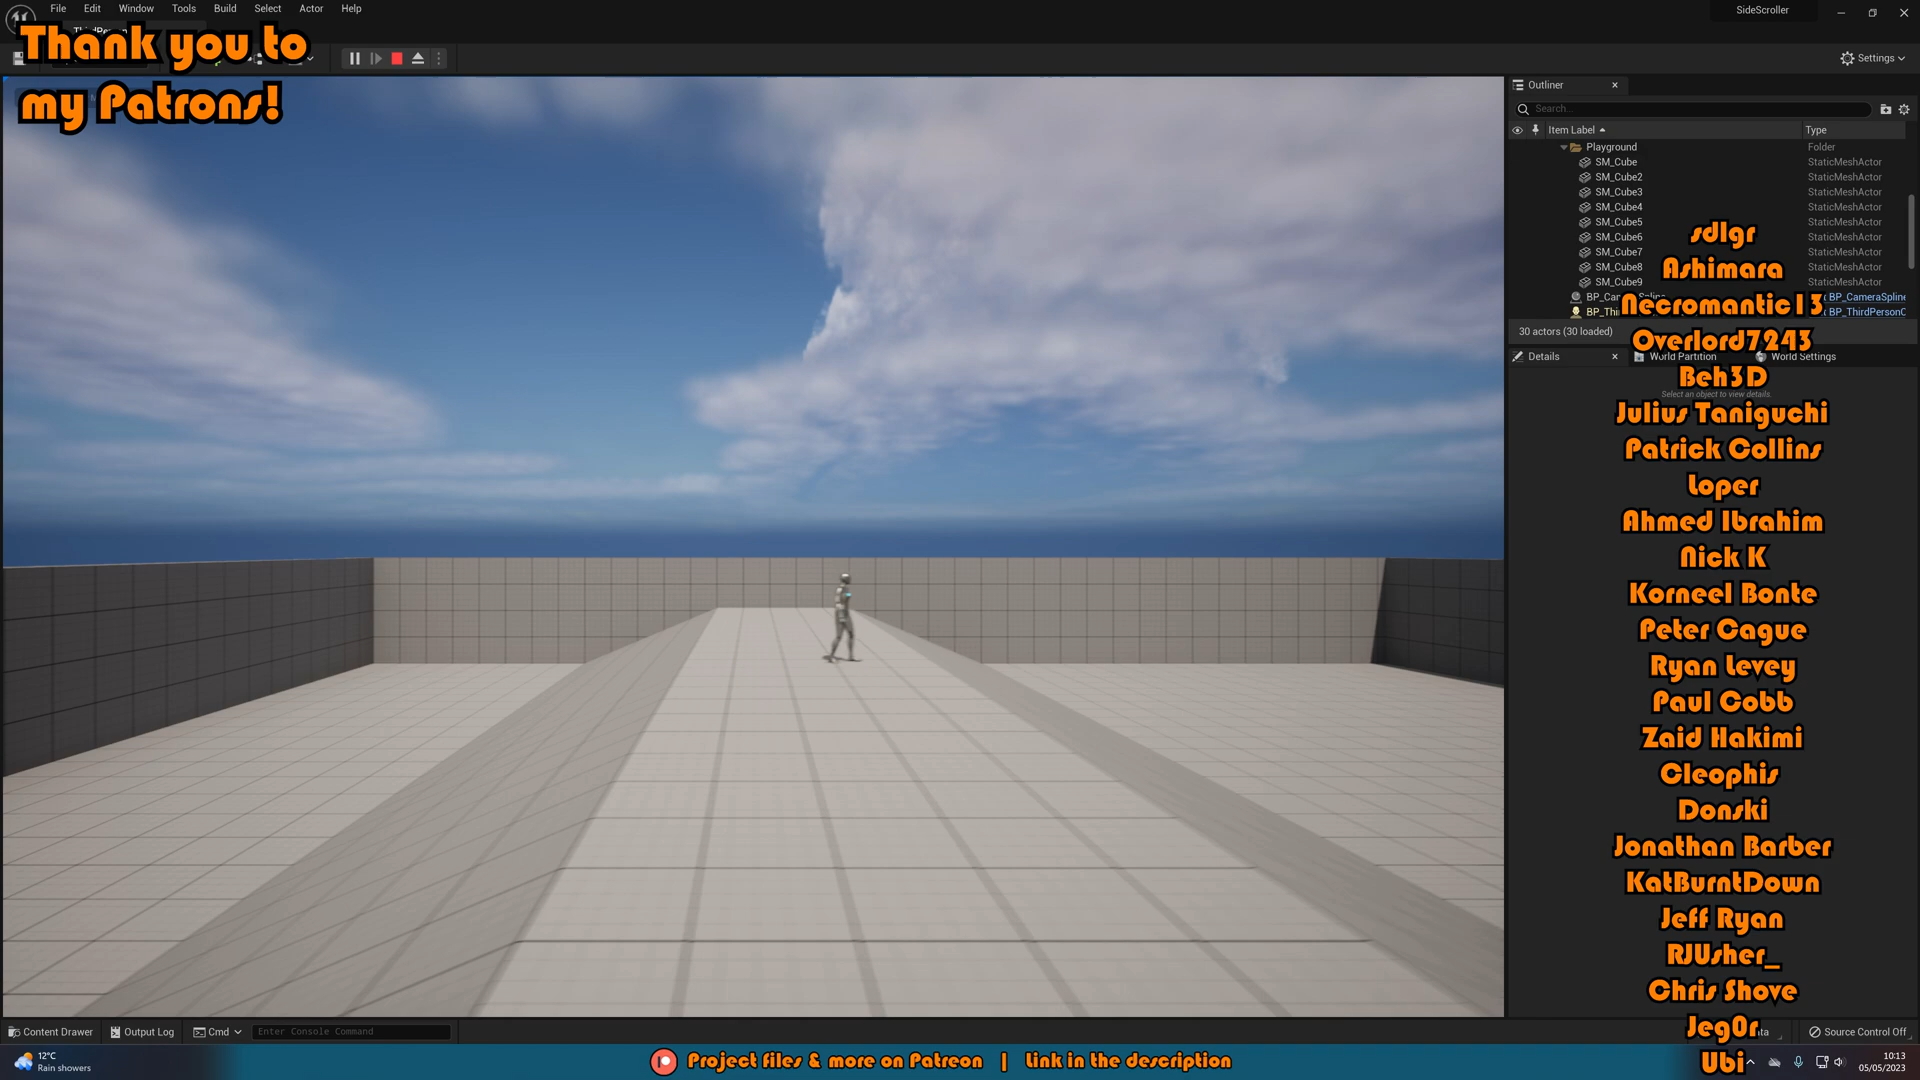 File Edit Window Tools Build Select Actor Help
SideScroller
Thank you to
my Patrons!
Settings
Outliner
Search...
Item Label
Type
Playground Folder
SM_Cube StaticMeshActor
SM_Cube2 StaticMeshActor
SM_Cube3 StaticMeshActor
SM_Cube4 StaticMeshActor
SM_Cube5 StaticMeshActor
SM_Cube6 StaticMeshActor
SM_Cube7 StaticMeshActor
SM_Cube8 StaticMeshActor
SM_Cube9 StaticMeshActor
BP_CameraSpline
BP_Thi BP_ThirdPersonC
30 actors (30 loaded)
Details World Partition World Settings
Select an object to view details.
sdlgr
Ashimara
Necromantic13
Overlord7243
Beh3D
Julius Taniguchi
Patrick Collins
Loper
Ahmed Ibrahim
Nick K
Korneel Bonte
Peter Cague
Ryan Levey
Paul Cobb
Zaid Hakimi
Cleophis
Donski
Jonathan Barber
KatBurntDown
Jeff Ryan
RJUsher_
Chris Shove
Jeg0r
Ubi
Content Drawer Output Log Cmd Enter Console Command
Source Control Off
12°C
Rain showers
Project files & more on Patreon | Link in the description
10:13
05/05/2023